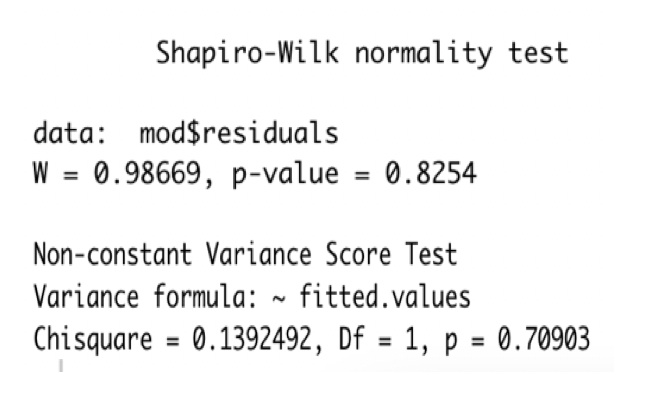 Shapiro-Wilk normality test
data: mod$residuals
W = 0.98669, p-value = 0.8254
Non-constant Variance Score Test
Variance formula: ~ fitted.values
Chisquare = 0.1392492, Df = 1, p = 0.70903